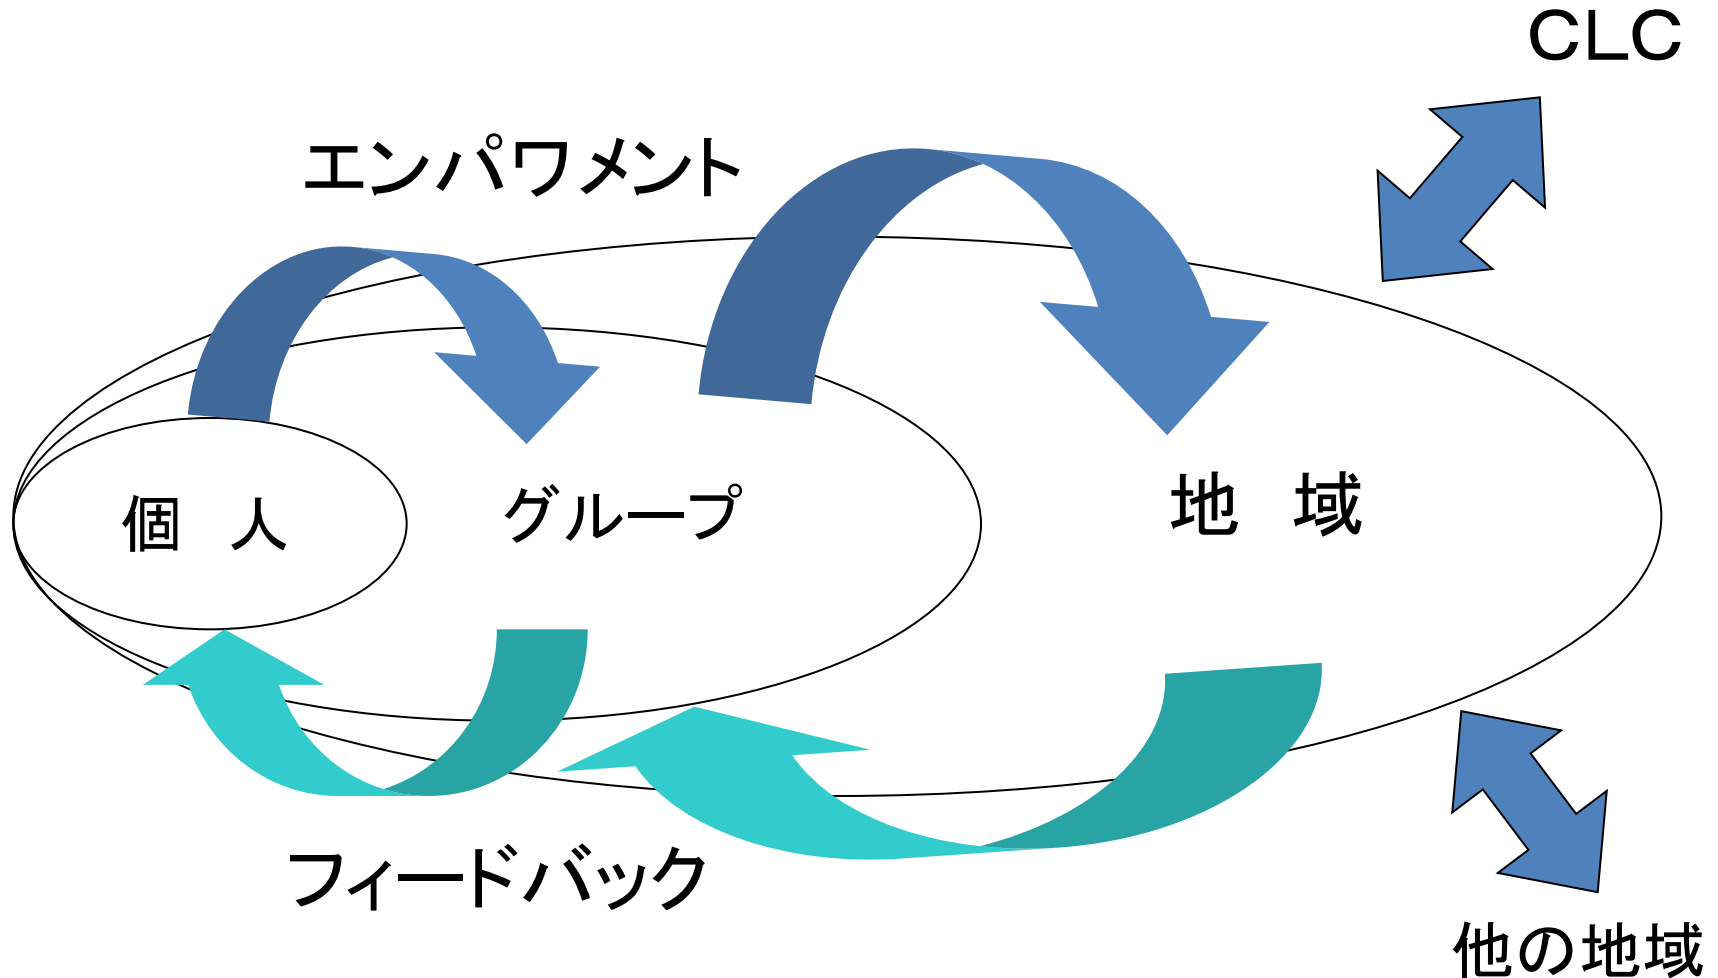 CLC
エンパワメント
個　人
グループ
地　域
フィードバック
他の地域